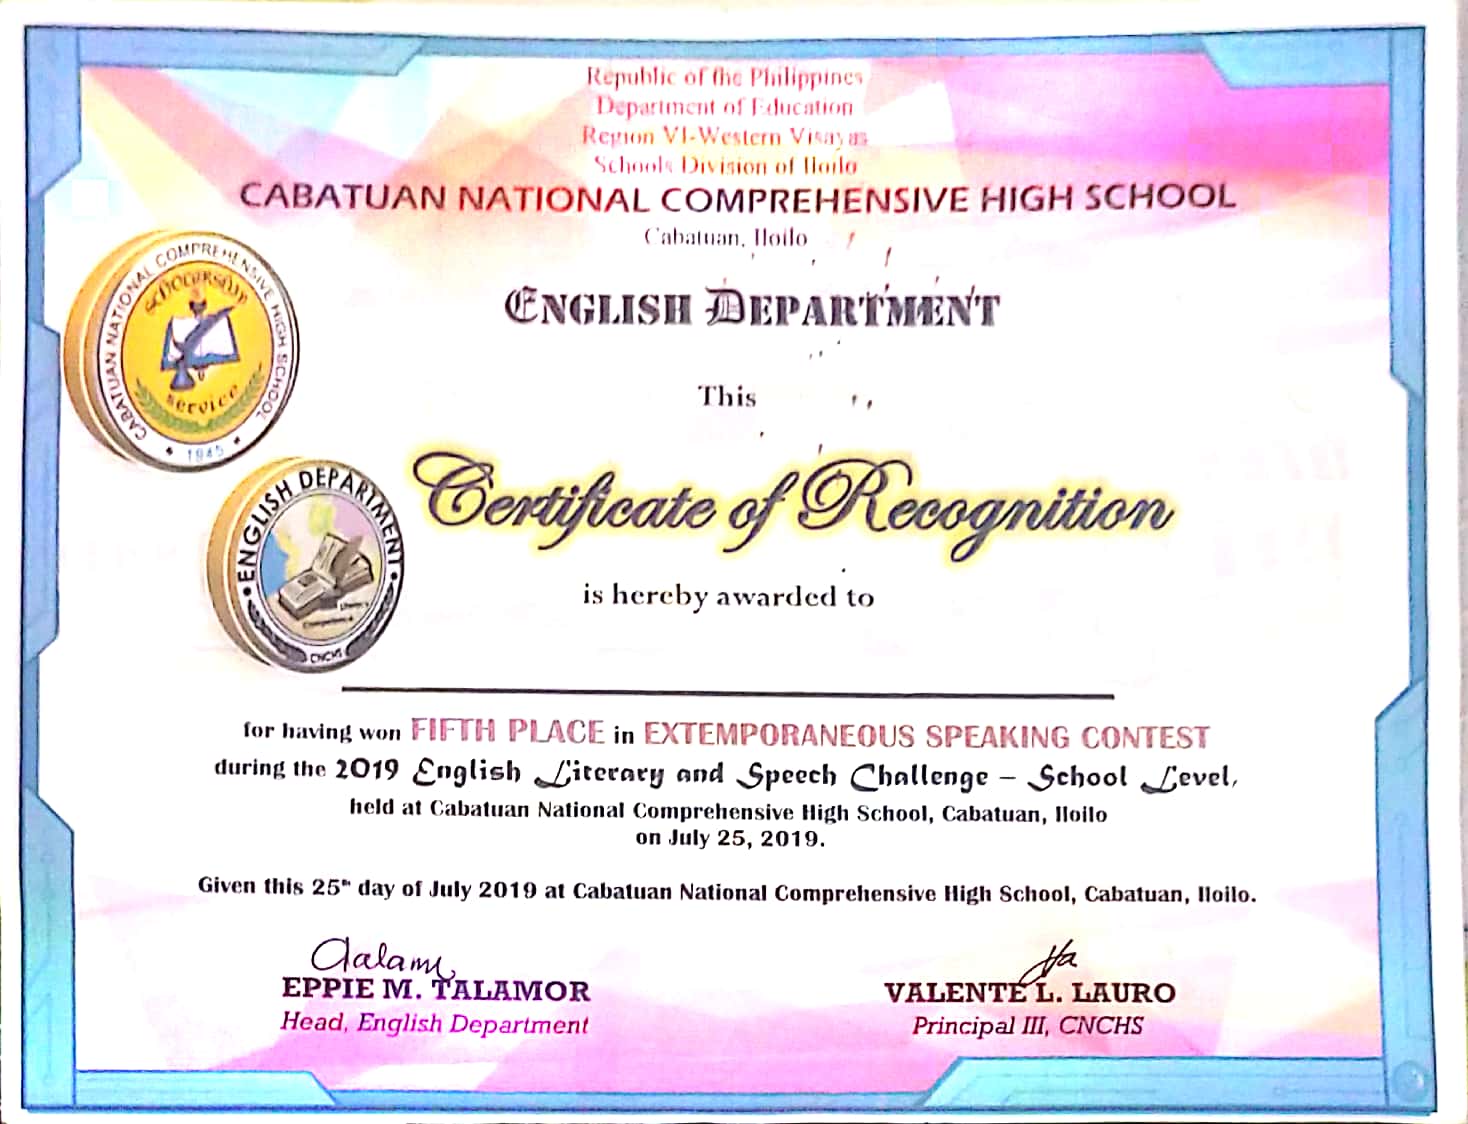 Republic of the Philippines
Department of Education
Region VI-Western Visayas
Schools Division of Iloilo
CABATUAN NATIONAL COMPREHENSIVE HIGH SCHOOL
Cabatuan, Iloilo
ENGLISH DEPARTMENT
CABATUAN NATIONAL COMPREHENSIVE HIGH SCHOOL
SCHOLARSHIP
service
1945
This
Certificate of Recognition
ENGLISH DEPARTMENT
CNCHS
is hereby awarded to
for having won FIFTH PLACE in EXTEMPORANEOUS SPEAKING CONTEST
during the 2019 English Literary and Speech Challenge – School Level,
held at Cabatuan National Comprehensive High School, Cabatuan, Iloilo
on July 25, 2019.
Given this 25th day of July 2019 at Cabatuan National Comprehensive High School, Cabatuan, Iloilo.
EPPIE M. TALAMOR
Head, English Department
VALENTE L. LAURO
Principal III, CNCHS